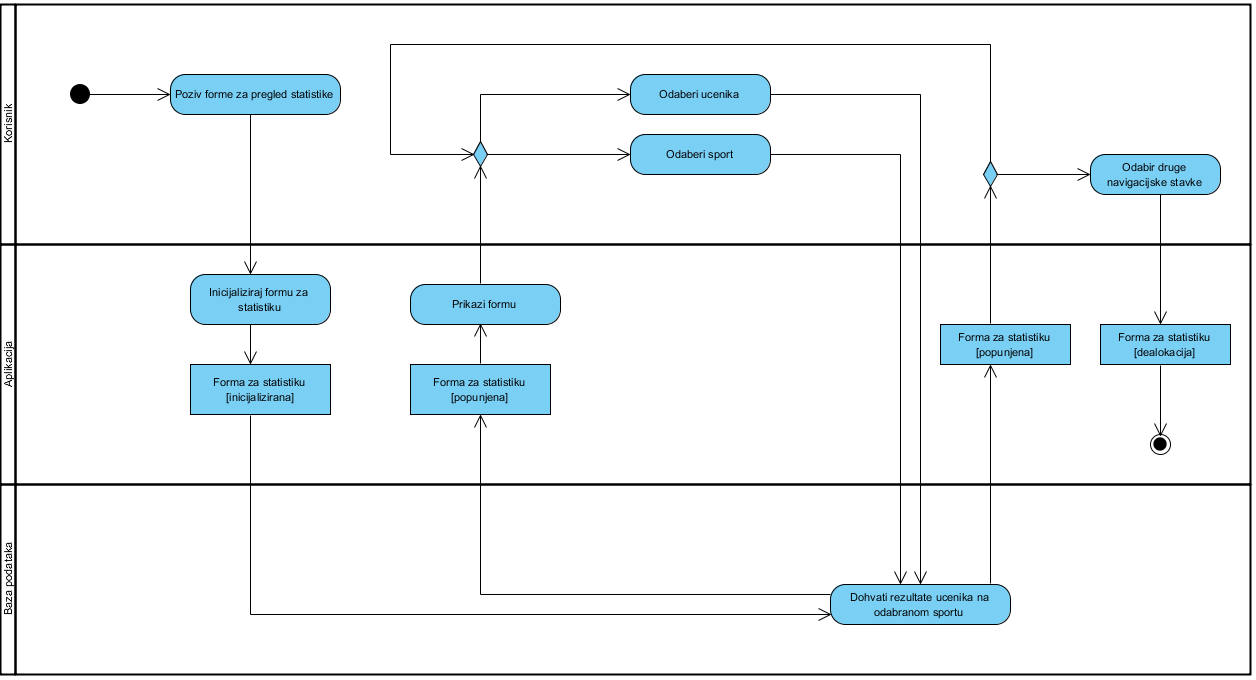 Korisnik
Poziv forme za pregled statistike
Odaberi ucenika
Odaberi sport
Odabir druge
navigacijske stavke
Aplikacija
Inicijaliziraj formu za
statistiku
Prikazi formu
Forma za statistiku
[popunjena]
Forma za statistiku
[dealokacija]
Forma za statistiku
[inicijalizirana]
Forma za statistiku
[popunjena]
Baza podataka
Dohvati rezultate ucenika na
odabranom sportu